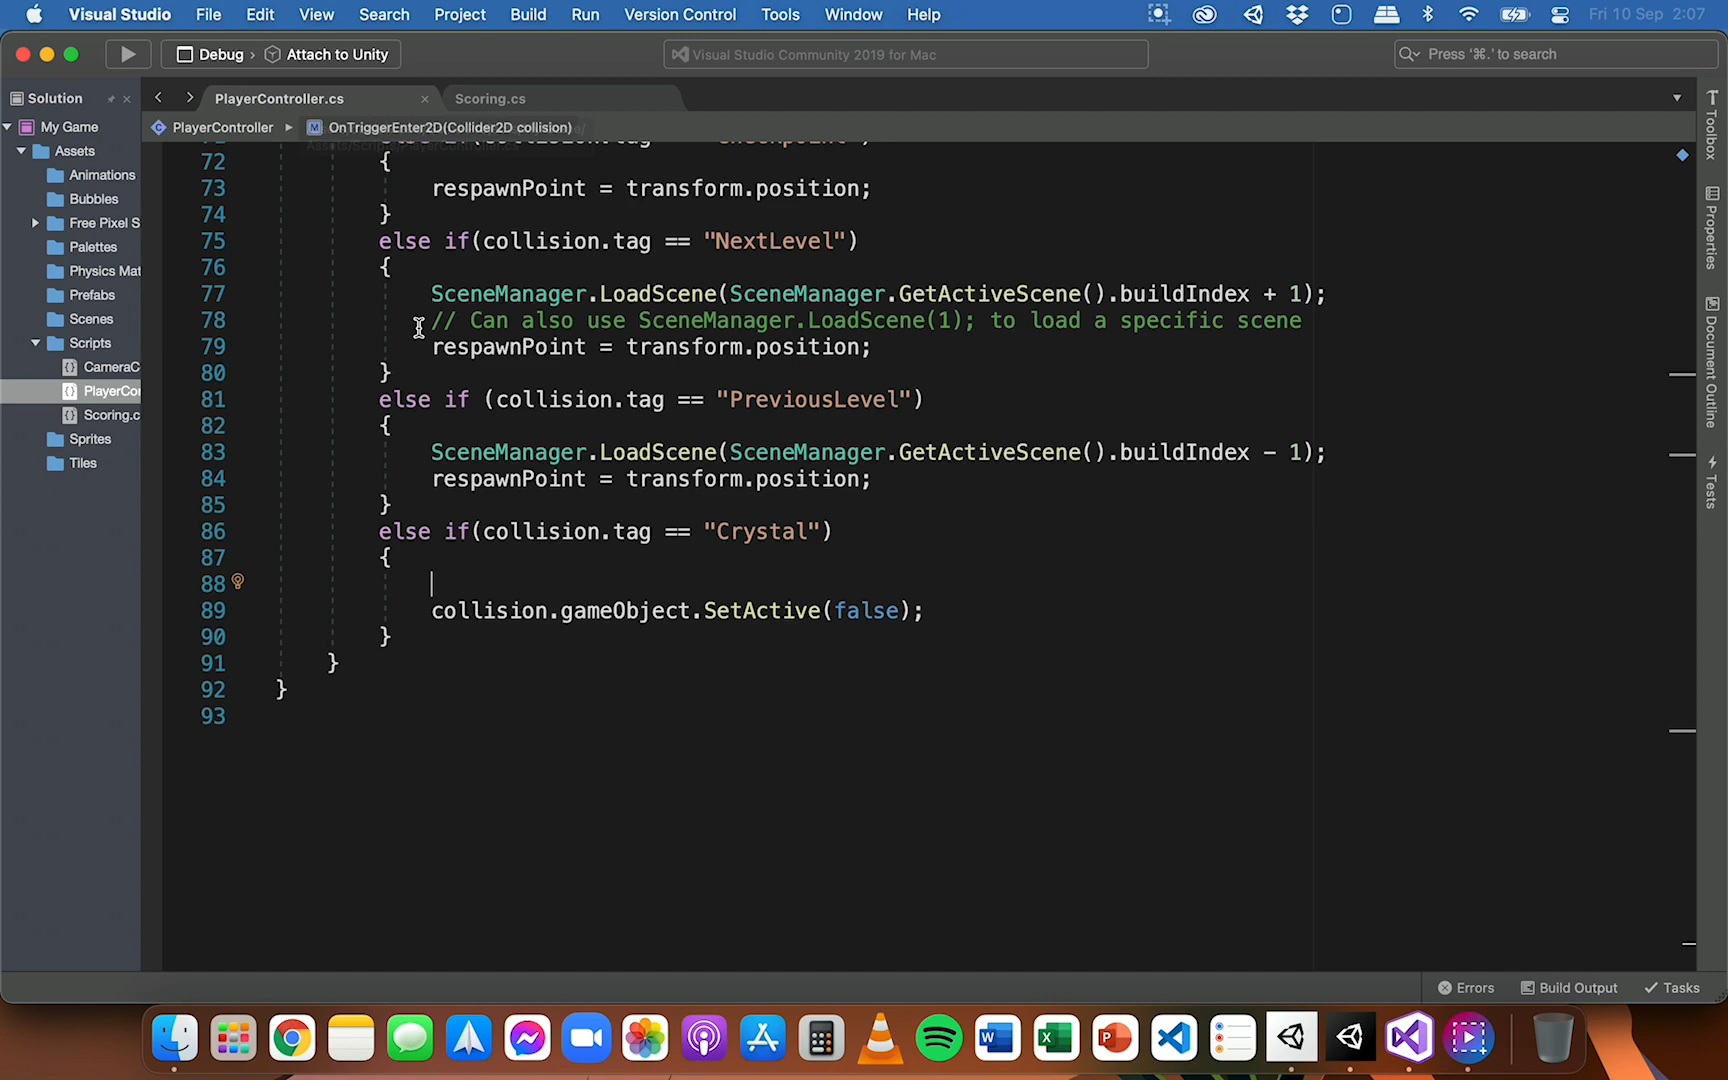 Visual Studio File Edit View Search Project Build Run Version Control Tools Window Help Fri 10 Sep 2:07
Debug › Attach to Unity Visual Studio Community 2019 for Mac Press '⌘.' to search
Solution PlayerController.cs Scoring.cs
PlayerController OnTriggerEnter2D(Collider2D collision)
My Game
Assets
Animations
Bubbles
Free Pixel S
Palettes
Physics Mat
Prefabs
Scenes
Scripts
CameraC
PlayerCor
Scoring.c
Sprites
Tiles
72 {
73 respawnPoint = transform.position;
74 }
75 else if(collision.tag == "NextLevel")
76 {
77 SceneManager.LoadScene(SceneManager.GetActiveScene().buildIndex + 1);
78 // Can also use SceneManager.LoadScene(1); to load a specific scene
79 respawnPoint = transform.position;
80 }
81 else if (collision.tag == "PreviousLevel")
82 {
83 SceneManager.LoadScene(SceneManager.GetActiveScene().buildIndex - 1);
84 respawnPoint = transform.position;
85 }
86 else if(collision.tag == "Crystal")
87 {
88
89 collision.gameObject.SetActive(false);
90 }
91 }
92 }
93
Toolbox
Properties
Document Outline
Tests
Errors Build Output Tasks